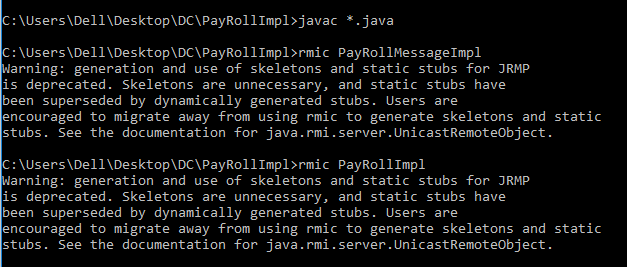 C:\Users\Dell\Desktop\DC\PayRollImpl>javac *.java
C:\Users\Dell\Desktop\DC\PayRollImpl>rmic PayRollMessageImpl
Warning: generation and use of skeletons and static stubs for JRMP
is deprecated. Skeletons are unnecessary, and static stubs have
been superseded by dynamically generated stubs. Users are
encouraged to migrate away from using rmic to generate skeletons and static
stubs. See the documentation for java.rmi.server.UnicastRemoteObject.
C:\Users\Dell\Desktop\DC\PayRollImpl>rmic PayRollImpl
Warning: generation and use of skeletons and static stubs for JRMP
is deprecated. Skeletons are unnecessary, and static stubs have
been superseded by dynamically generated stubs. Users are
encouraged to migrate away from using rmic to generate skeletons and static
stubs. See the documentation for java.rmi.server.UnicastRemoteObject.